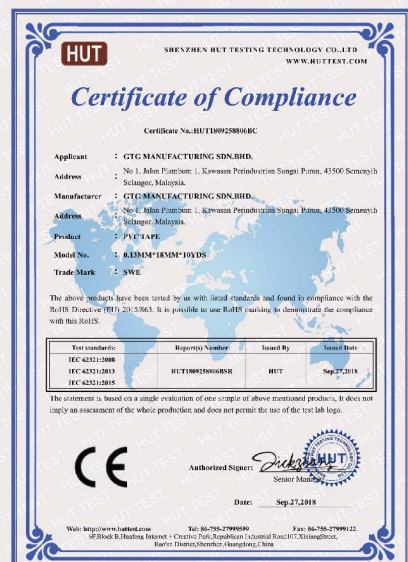 HUT
SHENZHEN HUT TESTING TECHNOLOGY CO.,LTD
WWW.HUTTEST.COM
Certificate of Compliance
Certificate No.:HUT1809258806BC
Applicant : GTG MANUFACTURING SDN.BHD.
Address : No 1, Jalan Plumbum 1, Kawasan Perindustrian Sungai Purun, 43500 Semenyih
Selangor, Malaysia.
Manufacturer : GTG MANUFACTURING SDN.BHD.
Address : No 1, Jalan Plumbum 1, Kawasan Perindustrian Sungai Purun, 43500 Semenyih
Selangor, Malaysia.
Product : PVC TAPE
Model No. : 0.13MM*18MM*10YDS
Trade Mark : SWE
The above products have been tested by us with listed standards and found in compliance with the
RoHS Directive (EU) 2015/863. It is possible to use RoHS marking to demonstrate the compliance
with this RoHS.
Test standards: Report(s) Number Issued By Issued Date
IEC 62321:2008
IEC 62321:2013 HUT1809258806BSR HUT Sep.27,2018
IEC 62321:2015
The statement is based on a single evaluation of one sample of above mentioned products, It does not
imply an assessment of the whole production and does not permit the use of the test lab logo.
CE
HUT
Authorized Signer:
Senior Manager
Date: Sep.27,2018
Web: http://www.huttest.com Tel: 86-755-27999599 Fax: 86-755-27999122.
6F,Block B,Huafeng Internet + Creative Park,Republican Industrial Road107,XixiangStreet,
Bao'an District,Shenzhen,Guangdong,China